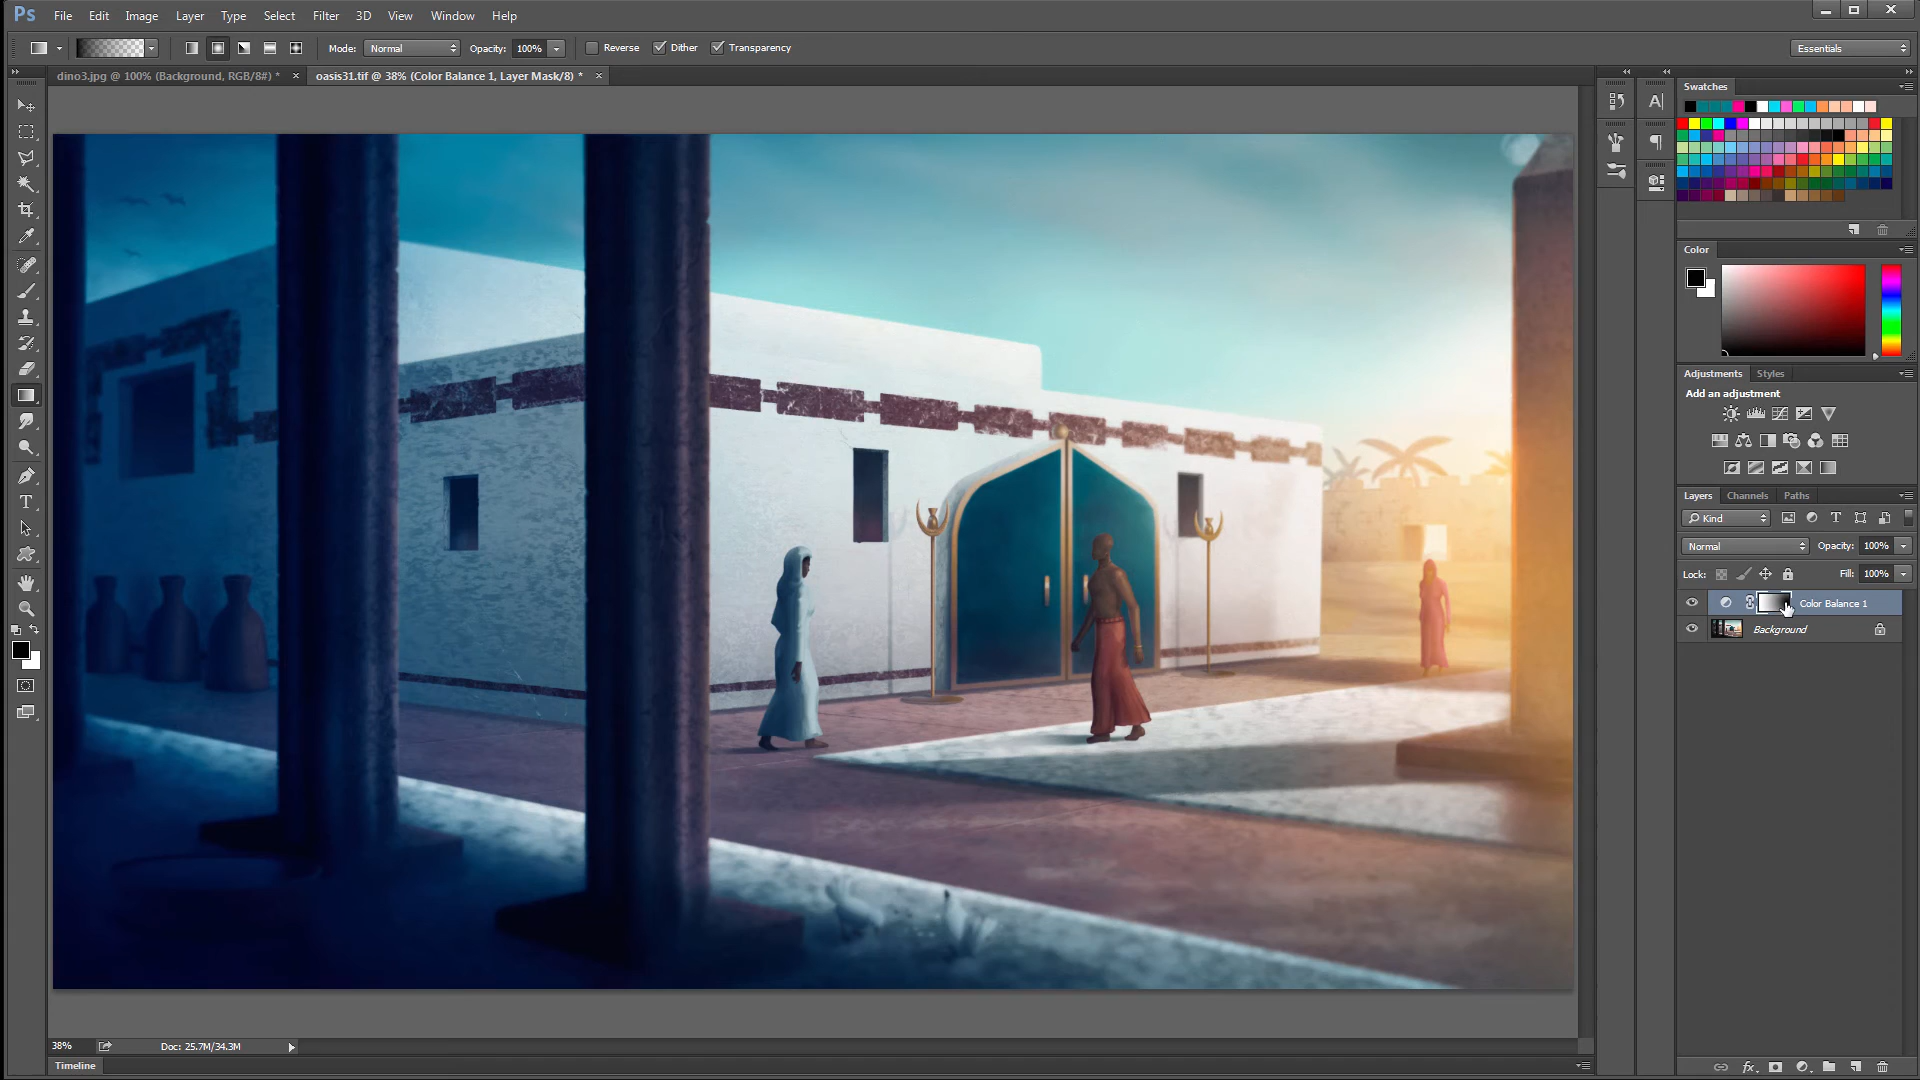 Ps File Edit Image Layer Type Select Filter 3D View Window Help
Mode: Normal Opacity: 100% Reverse Dither Transparency Essentials
dino3.jpg @ 100% (Background, RGB/8#) * × oasis31.tif @ 38% (Color Balance 1, Layer Mask/8) * ×
Swatches
Color
Adjustments Styles
Add an adjustment
Layers Channels Paths
Kind
Normal Opacity: 100%
Lock: Fill: 100%
Color Balance 1
Background
38% Doc: 25.7M/34.3M
Timeline